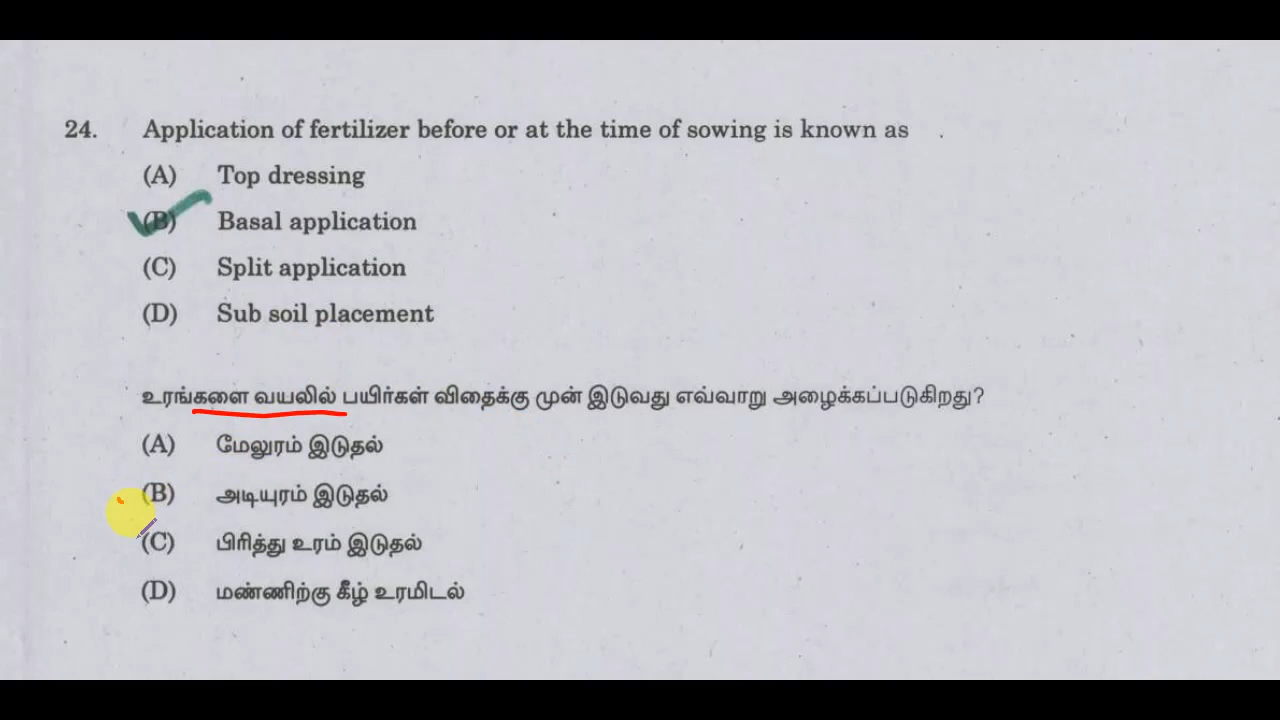 24. Application of fertilizer before or at the time of sowing is known as
(A) Top dressing
(B) Basal application
(C) Split application
(D) Sub soil placement
உரங்களை வயலில் பயிர்கள் விதைக்கு முன் இடுவது எவ்வாறு அழைக்கப்படுகிறது?
(A) மேலுரம் இடுதல்
(B) அடியுரம் இடுதல்
(C) பிரித்து உரம் இடுதல்
(D) மண்ணிற்கு கீழ் உரமிடல்